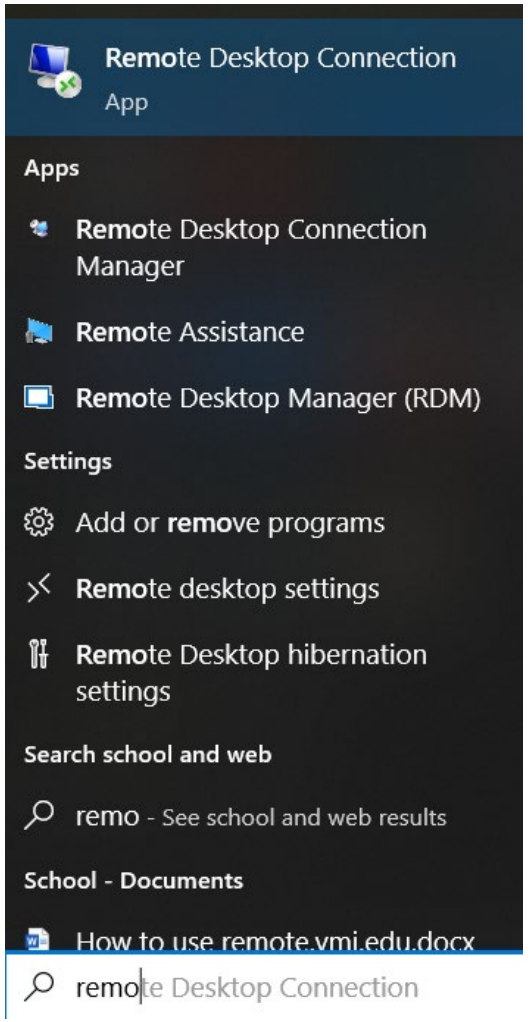 Remote Desktop Connection
App
Apps
Remote Desktop Connection
Manager
Remote Assistance
Remote Desktop Manager (RDM)
Settings
Add or remove programs
Remote desktop settings
Remote Desktop hibernation
settings
Search school and web
remo - See school and web results
School - Documents
How to use remote.vmi.edu.docx
remote Desktop Connection